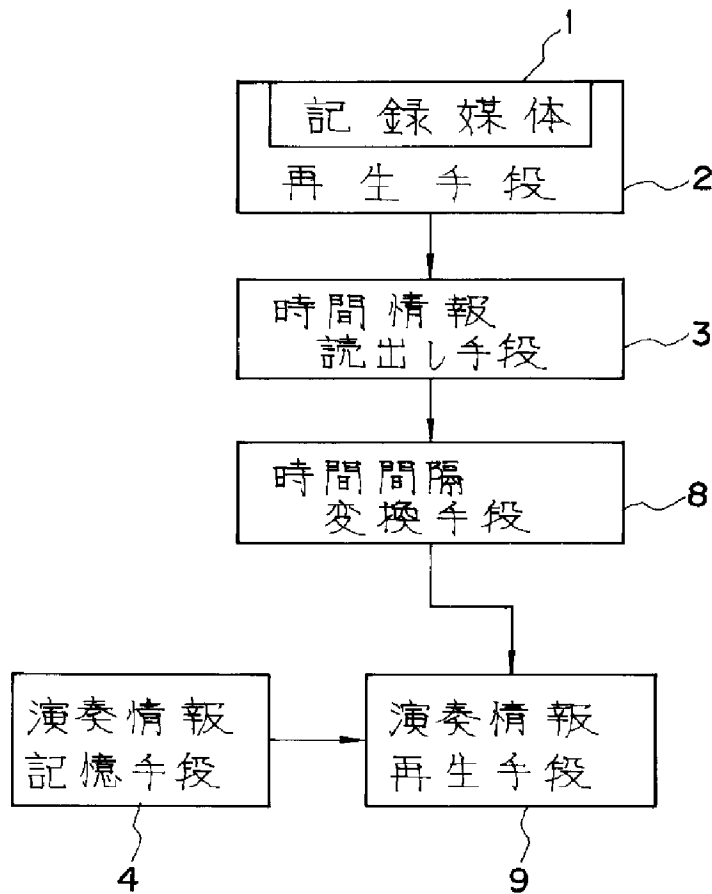 1
記録媒体
再生手段
2
時間情報
読出し手段
3
時間間隔
変換手段
8
演奏情報
記憶手段
4
演奏情報
再生手段
9